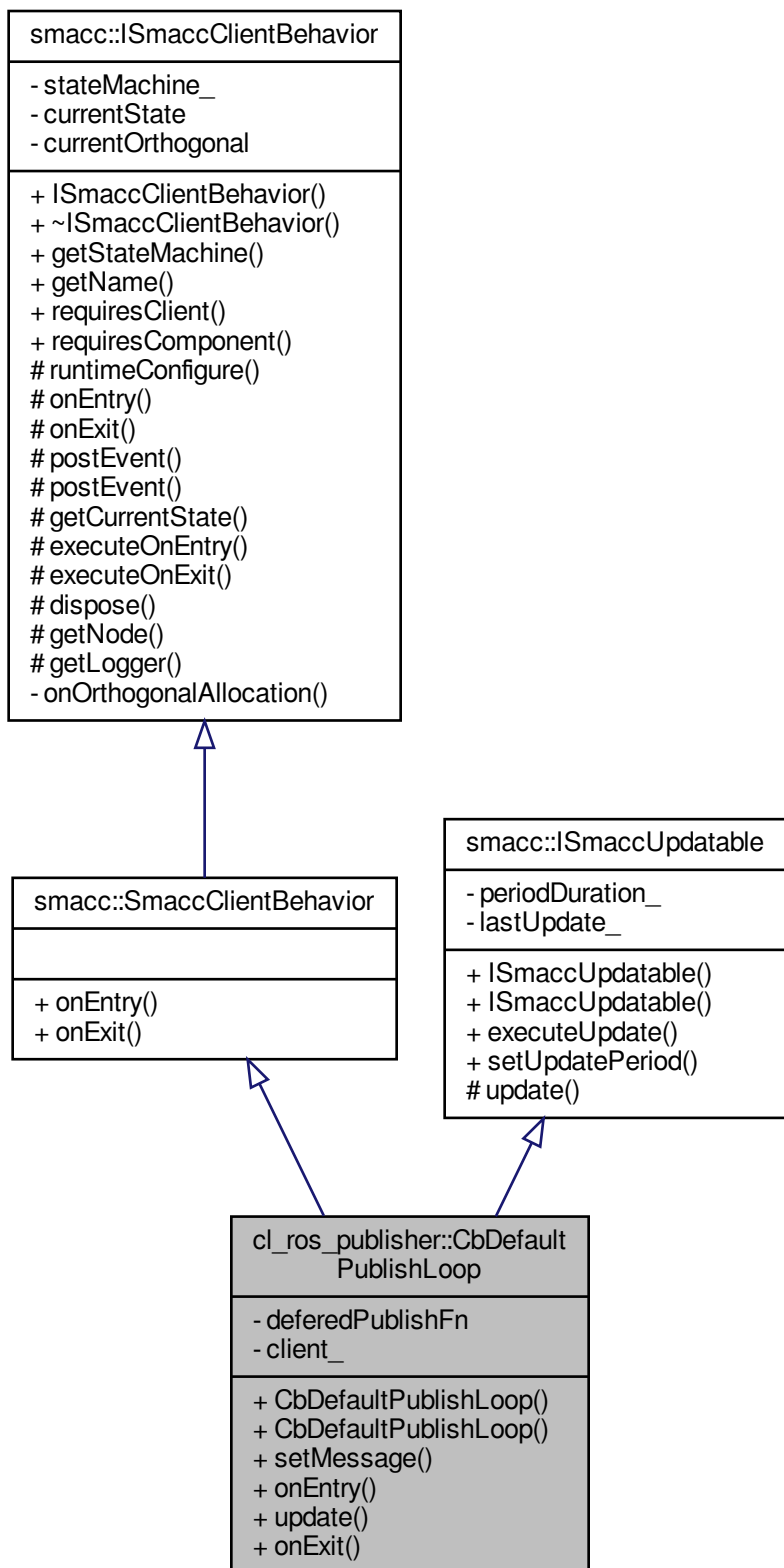 smacc::ISmaccClientBehavior
- stateMachine_
- currentState
- currentOrthogonal
+ ISmaccClientBehavior()
+ ~ISmaccClientBehavior()
+ getStateMachine()
+ getName()
+ requiresClient()
+ requiresComponent()
# runtimeConfigure()
# onEntry()
# onExit()
# postEvent()
# postEvent()
# getCurrentState()
# executeOnEntry()
# executeOnExit()
# dispose()
# getNode()
# getLogger()
- onOrthogonalAllocation()
smacc::SmaccClientBehavior
+ onEntry()
+ onExit()
smacc::ISmaccUpdatable
- periodDuration_
- lastUpdate_
+ ISmaccUpdatable()
+ ISmaccUpdatable()
+ executeUpdate()
+ setUpdatePeriod()
# update()
cl_ros_publisher::CbDefault
PublishLoop
- deferedPublishFn
- client_
+ CbDefaultPublishLoop()
+ CbDefaultPublishLoop()
+ setMessage()
+ onEntry()
+ update()
+ onExit()